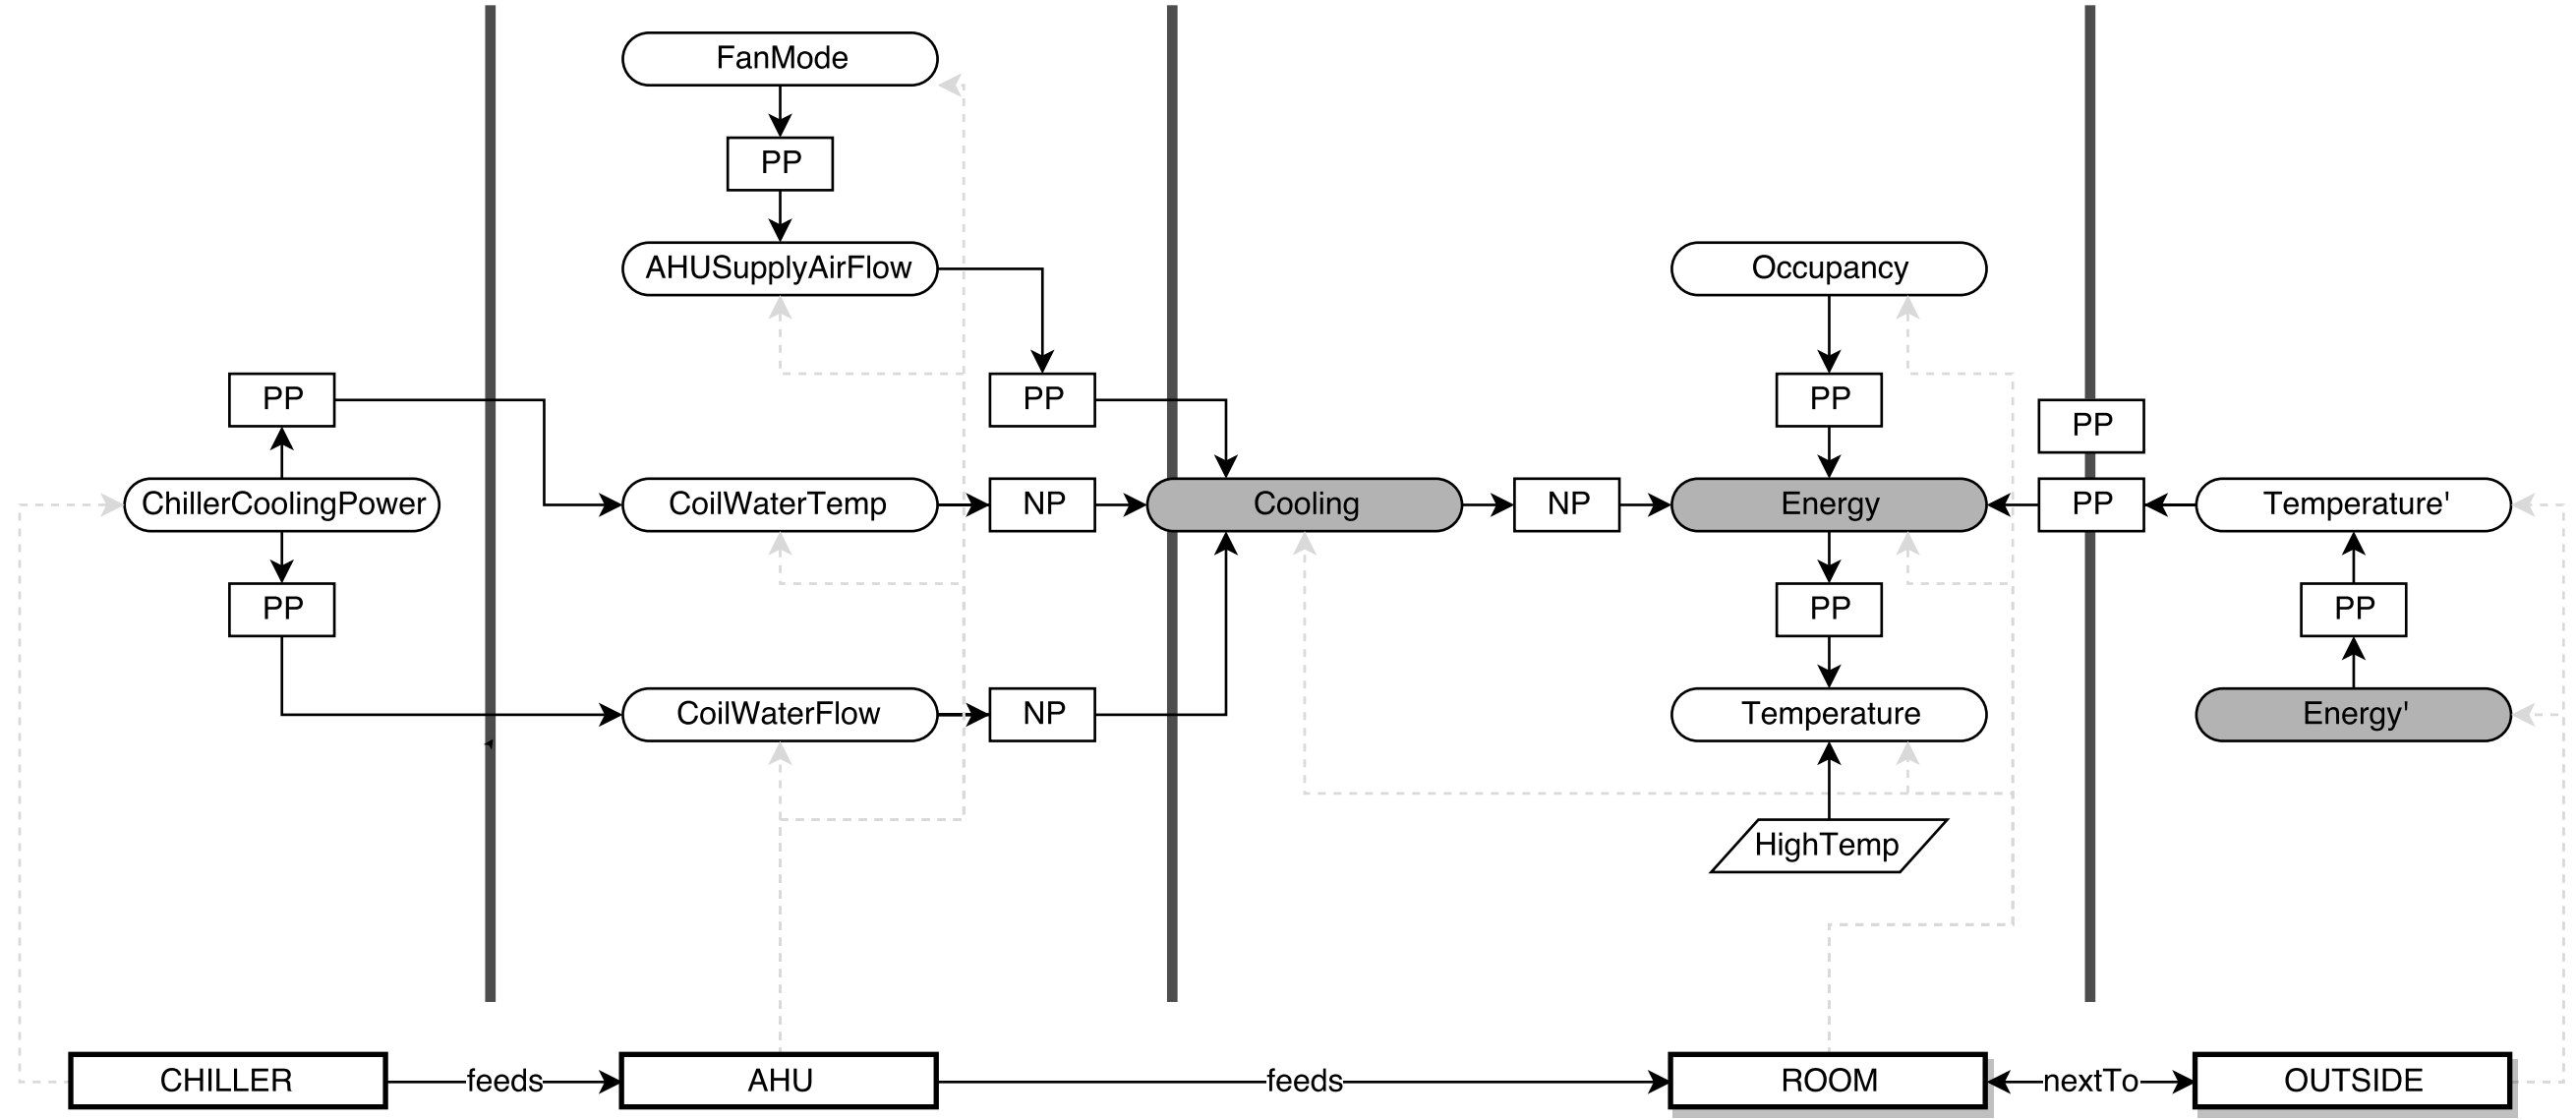 FanMode
PP
AHUSupplyAirFlow
Occupancy
PP
PP
PP
PP
ChillerCoolingPower
CoilWaterTemp
NP
Cooling
NP
Energy
PP
Temperature'
PP
PP
PP
CoilWaterFlow
NP
Temperature
Energy'
HighTemp
CHILLER
feeds
AHU
feeds
ROOM
nextTo
OUTSIDE